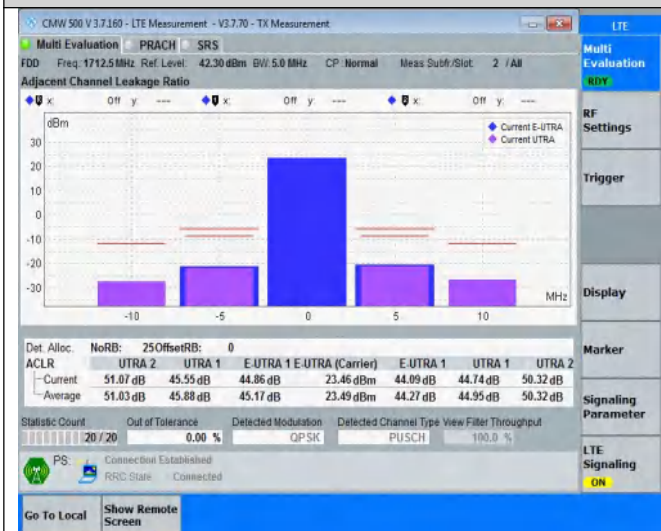 CMW 500 V 3.7.160 - LTE Measurement - V3.7.70 - TX Measurement
LTE
Multi Evaluation PRACH SRS
Multi Evaluation
RDY
FDD Freq: 1712.5 MHz Ref. Level: 42.30 dBm BW: 5.0 MHz CP: Normal Meas Subfr./Slot: 2 / All
Adjacent Channel Leakage Ratio
x: Off y: --- x: Off y: --- x: Off y: ---
dBm
Current E-UTRA
Current UTRA
30
20
10
0
-10
-20
-30
MHz
-10 -5 0 5 10
RF Settings
Trigger
Display
Marker
Signaling Parameter
LTE Signaling
ON
Det. Alloc. NoRB: 25 OffsetRB: 0
ACLR UTRA 2 UTRA 1 E-UTRA 1 E-UTRA (Carrier) E-UTRA 1 UTRA 1 UTRA 2
Current 51.07 dB 45.55 dB 44.86 dB 23.46 dBm 44.09 dB 44.74 dB 50.32 dB
Average 51.03 dB 45.88 dB 45.17 dB 23.49 dBm 44.27 dB 44.95 dB 50.32 dB
Statistic Count Out of Tolerance Detected Modulation Detected Channel Type View Filter Throughput
20 / 20 0.00 % QPSK PUSCH 100.0 %
PS: Connection Established
RRC State Connected
Go To Local
Show Remote Screen